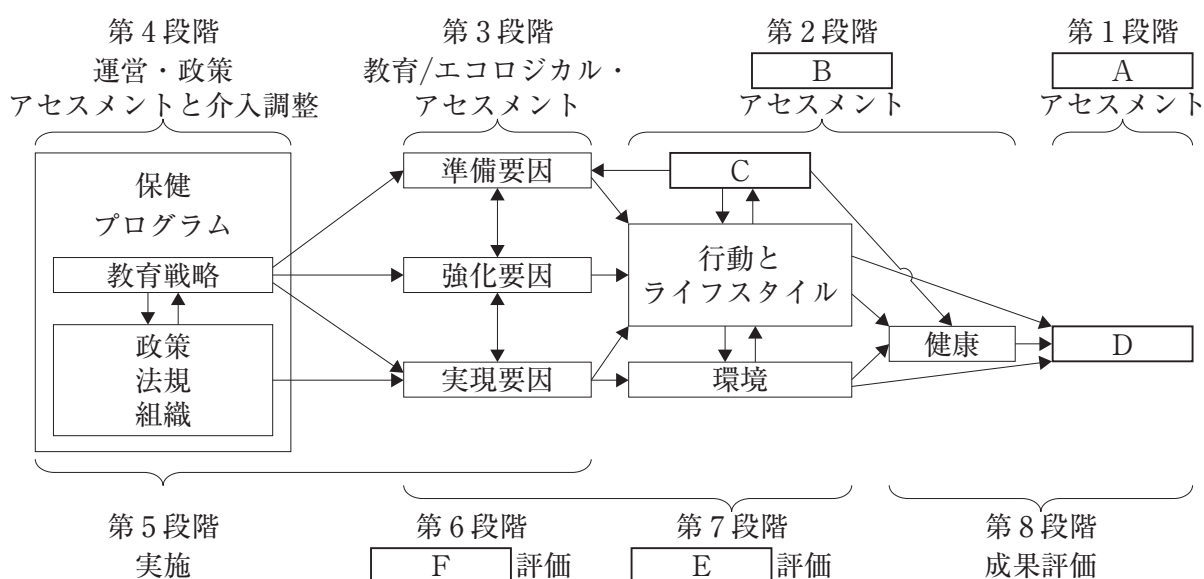 第4段階
運営・政策
アセスメントと介入調整
第3段階
教育/エコロジカル・
アセスメント
第2段階
B
アセスメント
第1段階
A
アセスメント
保健
プログラム
教育戦略
政策
法規
組織
準備要因
強化要因
実現要因
C
行動と
ライフスタイル
環境
健康
D
第5段階
実施
第6段階
F 評価
第7段階
E 評価
第8段階
成果評価